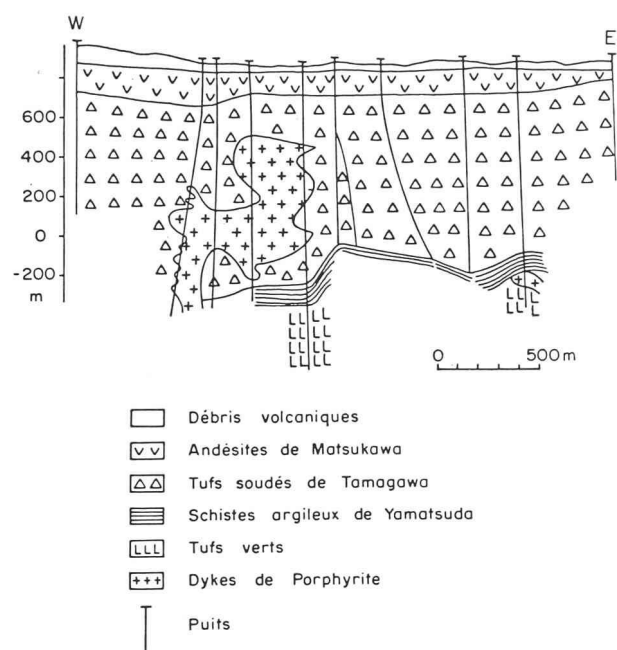 W
E
600
400
200
0
-200
m
0 500 m
Débris volcaniques
Andésites de Matsukawa
Tufs soudés de Tamagawa
Schistes argileux de Yamatsuda
Tufs verts
Dykes de Porphyrite
Puits